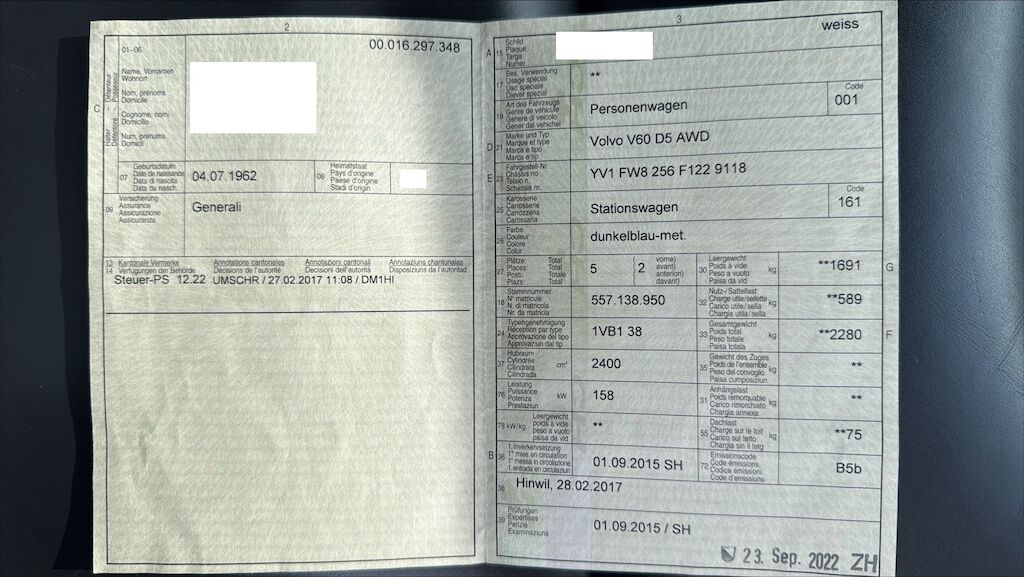 2
01–06
00.016.297.348
Détenteur Possessur
Halter Detentore
C
Name, Vornamen
Wohnort
Nom, prénoms
Domicile
Cognome, nomi
Domicilio
Num, prenums
Domicil
07
Geburtsdatum
Date de naissance
Data di nascita
Data da nasch.
04.07.1962
08
Heimatstaat
Pays d'origine
Paese d'origine
Stadi d'origin
09
Versicherung
Assurance
Assicurazione
Assicuranza
Generali
13 Kantonale Vermerke Annotations cantonales Annotazioni cantonali Annotaziuns chantunalas
14 Verfügungen der Behörde Décisions de l'autorité Decisioni dell'autorità Disposiziuns da l'autoritad
Steuer-PS 12.22 UMSCHR / 27.02.2017 11:08 / DM1HI
3
weiss
A 15
Schild
Plaque
Targa
Numer
17
Bes. Verwendung
Usage spécial
Uso speciale
Diever spezial
**
19
Art des Fahrzeugs
Genre de véhicule
Genere di veicolo
Gener dal vehichel
Personenwagen
Code
001
D 21
Marke und Typ
Marque et type
Marca e tipo
Marca e tip
Volvo V60 D5 AWD
E 23
Fahrgestell-Nr.
Châssis no
Telaio n.
Schassis nr.
YV1 FW8 256 F122 9118
25
Karosserie
Carrosserie
Carrozzeria
Carossaria
Stationswagen
Code
161
26
Farbe
Couleur
Colore
Colur
dunkelblau-met.
27
Plätze: Total
Places: Total
Posti: Totale
Plazs: Total
5
2
vorne)
avant)
anteriori)
davant)
30
Leergewicht
Poids à vide
Peso a vuoto
Paisa da vid
kg
**1691
G
18
Stammnummer
N° matricule
N. di matricola
Nr. da matricla
557.138.950
32
Nutz-/Sattellast
Charge utile/sellette
Carico utile/sella
Chargia utila/sella
kg
**589
24
Typengenehmigung
Réception par type
Approvazione del tipo
Approvaziun dal tip
1VB1 38
33
Gesamtgewicht
Poids total
Peso totale
Paisa totala
kg
**2280
F
37
Hubraum
Cylindrée
Cilindrata
Cilindrada
cm³
2400
35
Gewicht des Zuges
Poids de l'ensemble
Peso del convoglio
Paisa cumposiziun
kg
**
76
Leistung
Puissance
Potenza
Prestaziun
kW
158
31
Anhängelast
Poids remorquable
Carico rimorchiato
Chargia annexa
kg
**
78 kW/kg
Leergewicht
poids à vide
peso a vuoto
paisa da vid
**
55
Dachlast
Charge sur le toit
Carico sul tetto
Chargia sin il tetg
kg
**75
B 36
1. Inverkehrsetzung
1re mise en circulation
1a messa in circolazione
1. entrada en circulaziun
01.09.2015 SH
72
Emissionscode
Code émissions
Codice emissioni
Code d'emissiuns
B5b
38
Hinwil, 28.02.2017
39
Prüfungen
Expertises
Perizie
Examinaziuns
01.09.2015 / SH
23. Sep. 2022 ZH